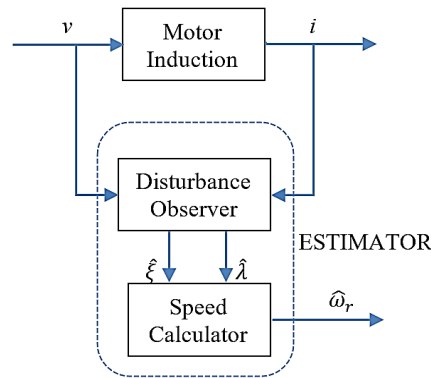 v
i
Motor
Induction
Disturbance
Observer
ESTIMATOR
ξ̂
λ̂
Speed
Calculator
ω̂ᵣ